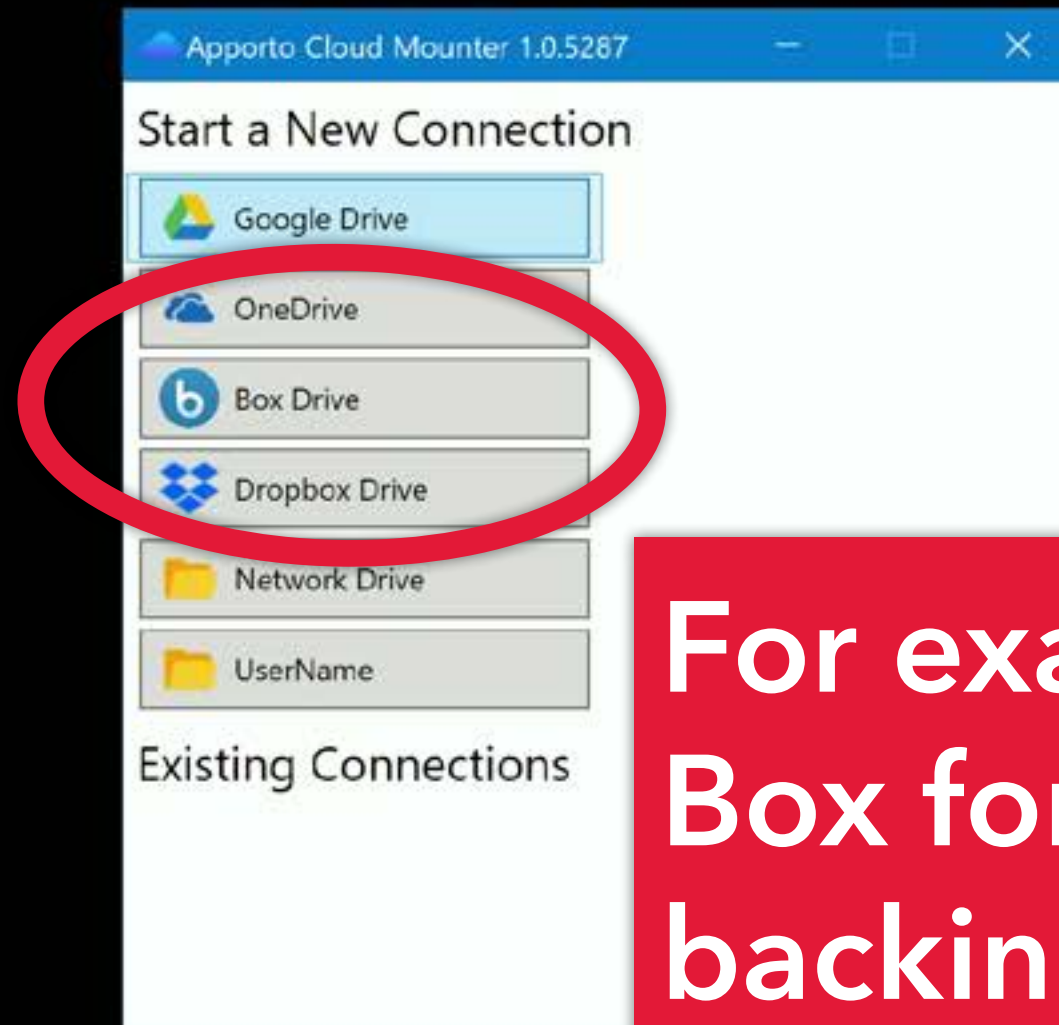 Apporto Cloud Mounter 1.0.5287
Start a New Connection
Google Drive
OneDrive
Box Drive
Dropbox Drive
Network Drive
UserName
Existing Connections
For exa
Box for
backin